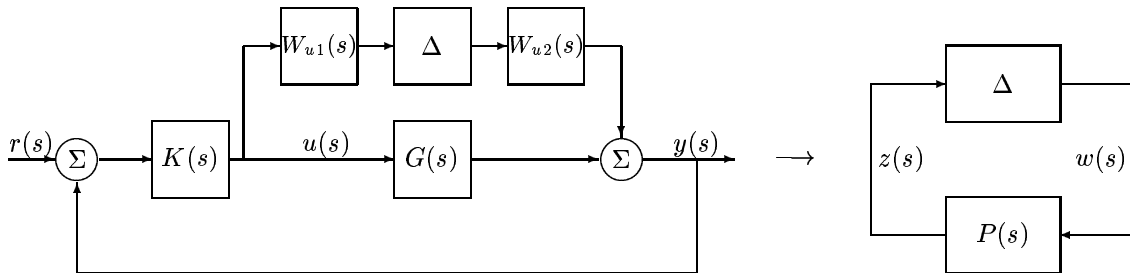 W_{u1}(s) Δ W_{u2}(s) Δ
r(s) Σ K(s) u(s) G(s) Σ y(s) → z(s) w(s)
P(s)